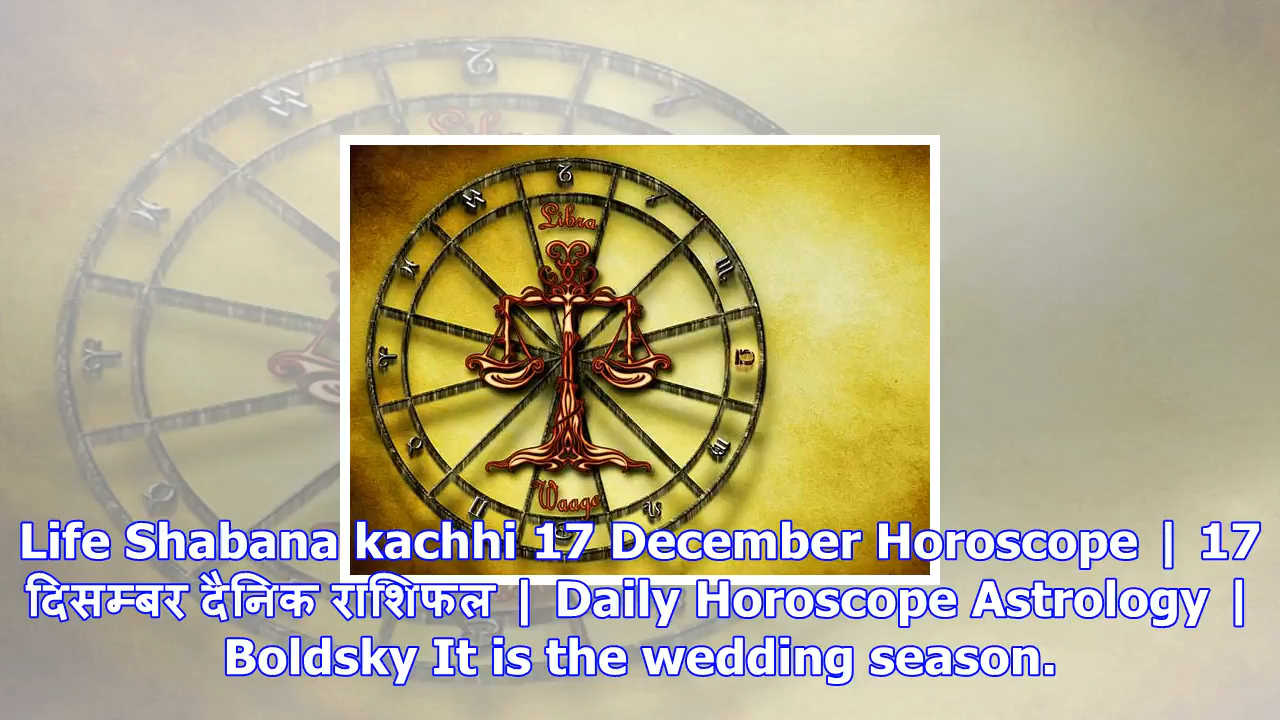 Libra
Waage
Life Shabana kachhi 17 December Horoscope | 17
दिसम्बर दैनिक राशिफल | Daily Horoscope Astrology |
Boldsky It is the wedding season.